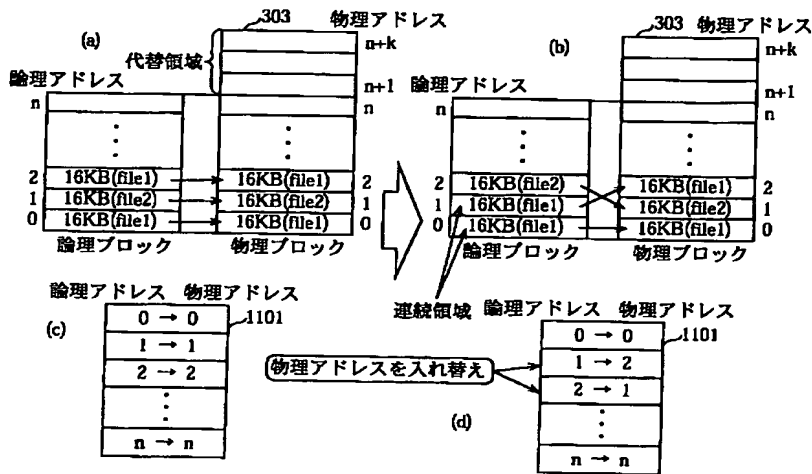 (a)
303
物理アドレス
代替領域
n+k
n+1
n
論理アドレス
n
2 16KB(file1) 16KB(file1) 2
1 16KB(file2) 16KB(file2) 1
0 16KB(file1) 16KB(file1) 0
論理ブロック 物理ブロック
(b)
303
物理アドレス
n+k
n+1
n
論理アドレス
n
2 16KB(file2) 16KB(file1) 2
1 16KB(file1) 16KB(file2) 1
0 16KB(file1) 16KB(file1) 0
論理ブロック 物理ブロック
連続領域
(c)
論理アドレス 物理アドレス
1101
0 → 0
1 → 1
2 → 2
n → n
物理アドレスを入れ替え
(d)
論理アドレス 物理アドレス
1101
0 → 0
1 → 2
2 → 1
n → n